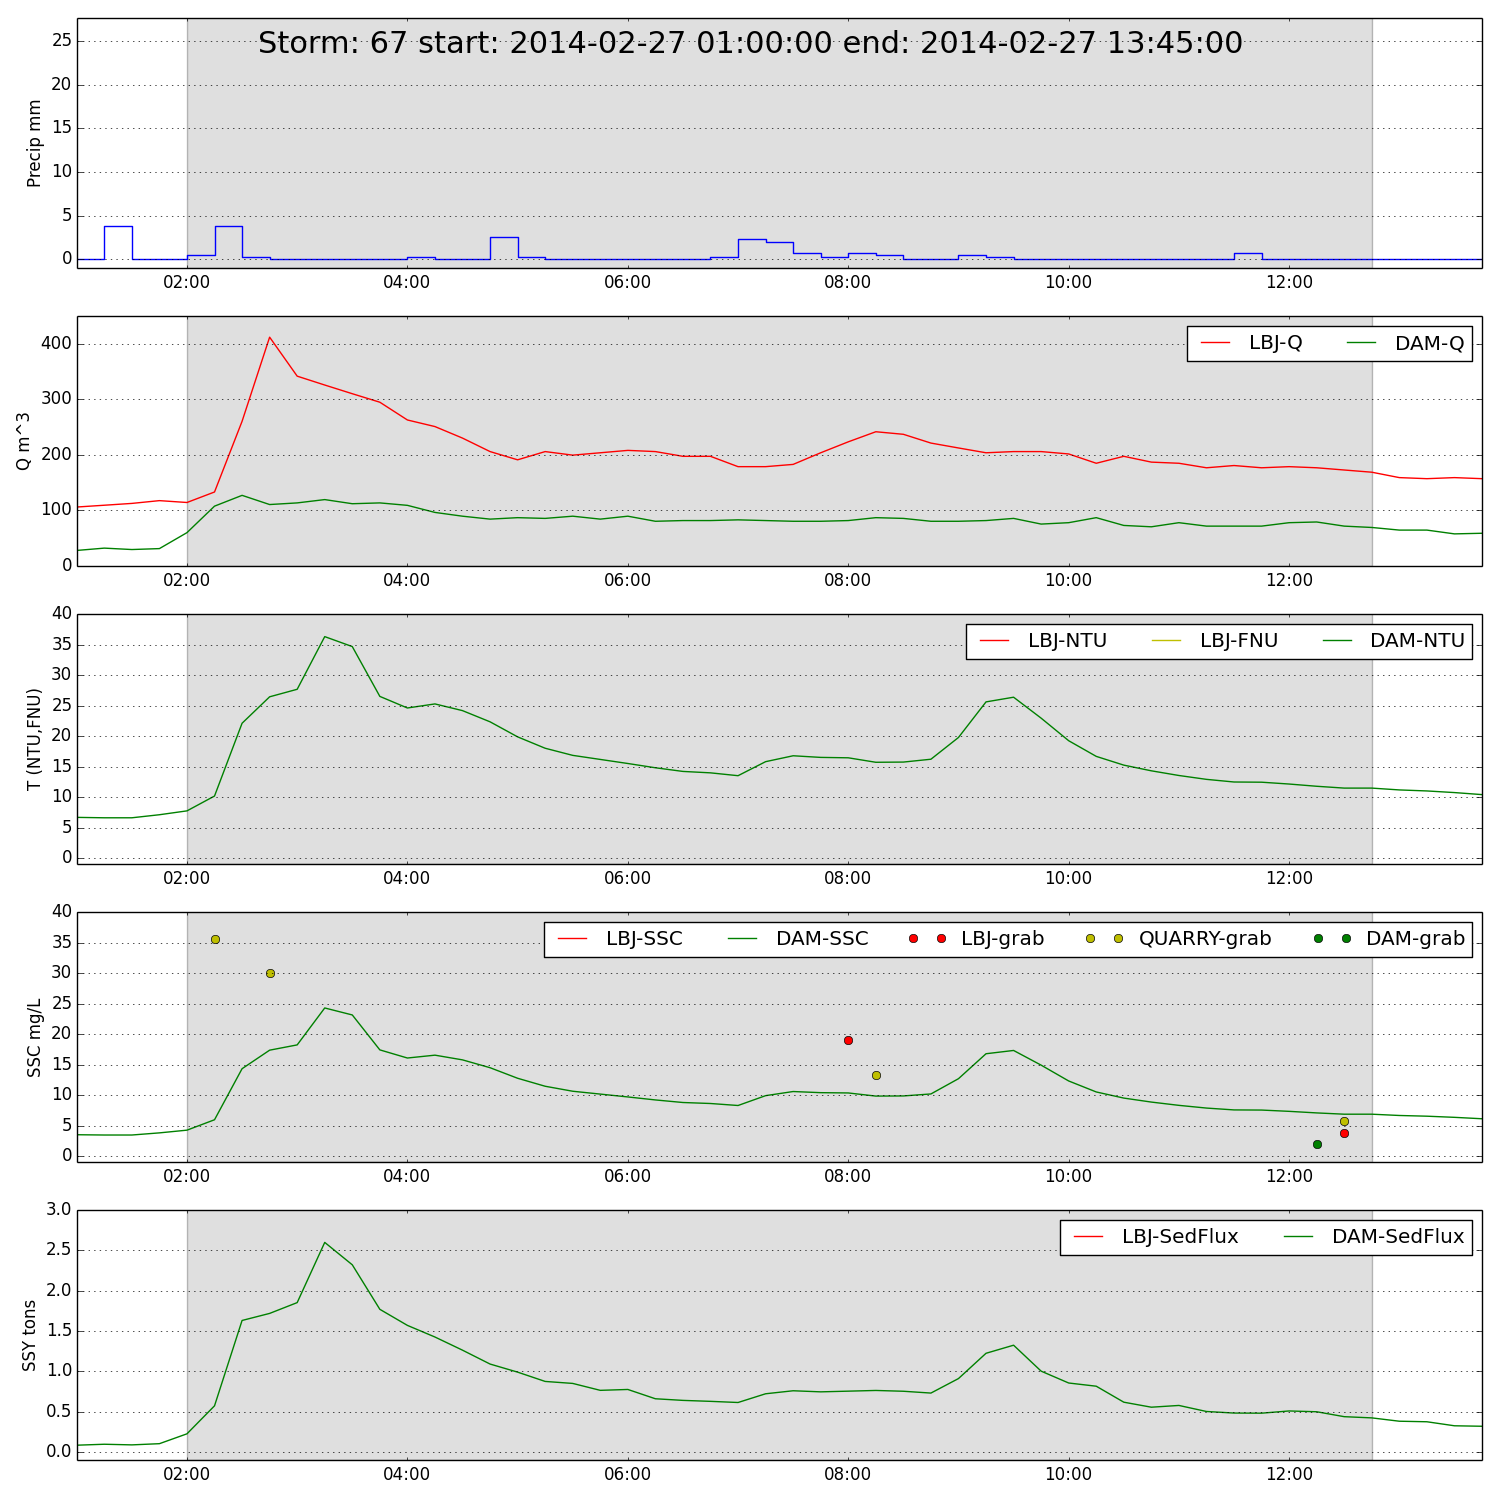 Storm: 67 start: 2014-02-27 01:00:00 end: 2014-02-27 13:45:00
Precip mm
25
20
15
10
5
0
02:00 04:00 06:00 08:00 10:00 12:00
LBJ-Q DAM-Q
Q m^3
400
300
200
100
0
02:00 04:00 06:00 08:00 10:00 12:00
LBJ-NTU LBJ-FNU DAM-NTU
T (NTU,FNU)
40
35
30
25
20
15
10
5
0
02:00 04:00 06:00 08:00 10:00 12:00
LBJ-SSC DAM-SSC LBJ-grab QUARRY-grab DAM-grab
SSC mg/L
40
35
30
25
20
15
10
5
0
02:00 04:00 06:00 08:00 10:00 12:00
LBJ-SedFlux DAM-SedFlux
SSY tons
3.0
2.5
2.0
1.5
1.0
0.5
0.0
02:00 04:00 06:00 08:00 10:00 12:00